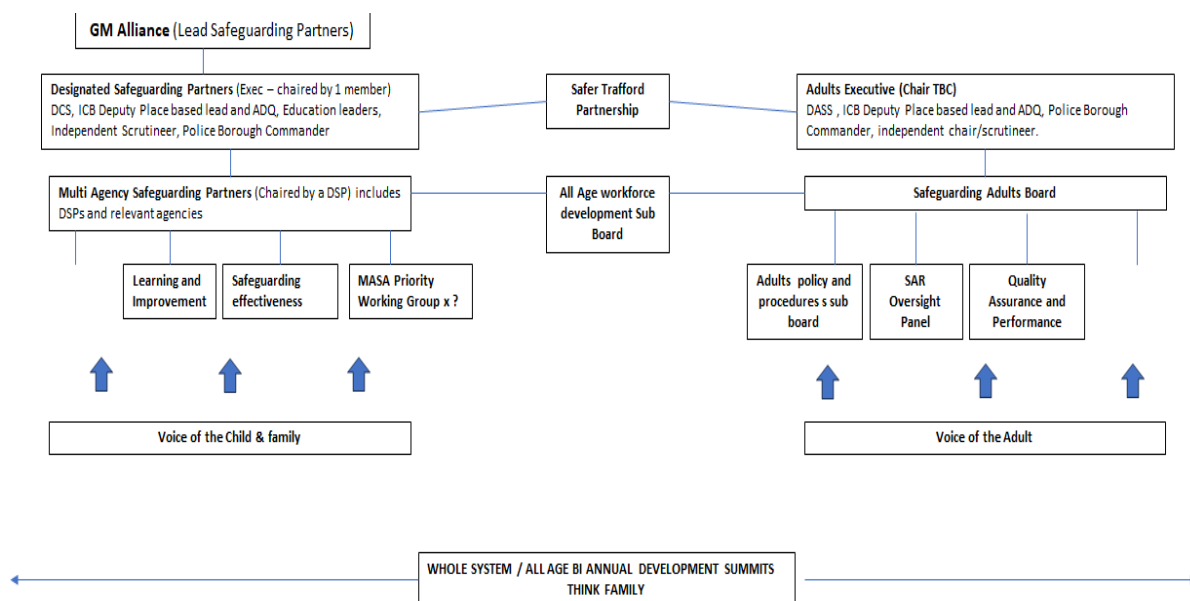 GM Alliance (Lead Safeguarding Partners)
Designated Safeguarding Partners (Exec – chaired by 1 member)
DCS, ICB Deputy Place based lead and ADQ, Education leaders,
Independent Scrutineer, Police Borough Commander
Safer Trafford
Partnership
Adults Executive (Chair TBC)
DASS , ICB Deputy Place based lead and ADQ, Police Borough
Commander, independent chair/scrutineer.
Multi Agency Safeguarding Partners (Chaired by a DSP) includes
DSPs and relevant agencies
All Age workforce
development Sub
Board
Safeguarding Adults Board
Learning and
Improvement
Safeguarding
effectiveness
MASA Priority
Working Group x ?
Adults policy and
procedures s sub
board
SAR
Oversight
Panel
Quality
Assurance and
Performance
Voice of the Child & family
Voice of the Adult
WHOLE SYSTEM / ALL AGE BI ANNUAL DEVELOPMENT SUMMITS
THINK FAMILY